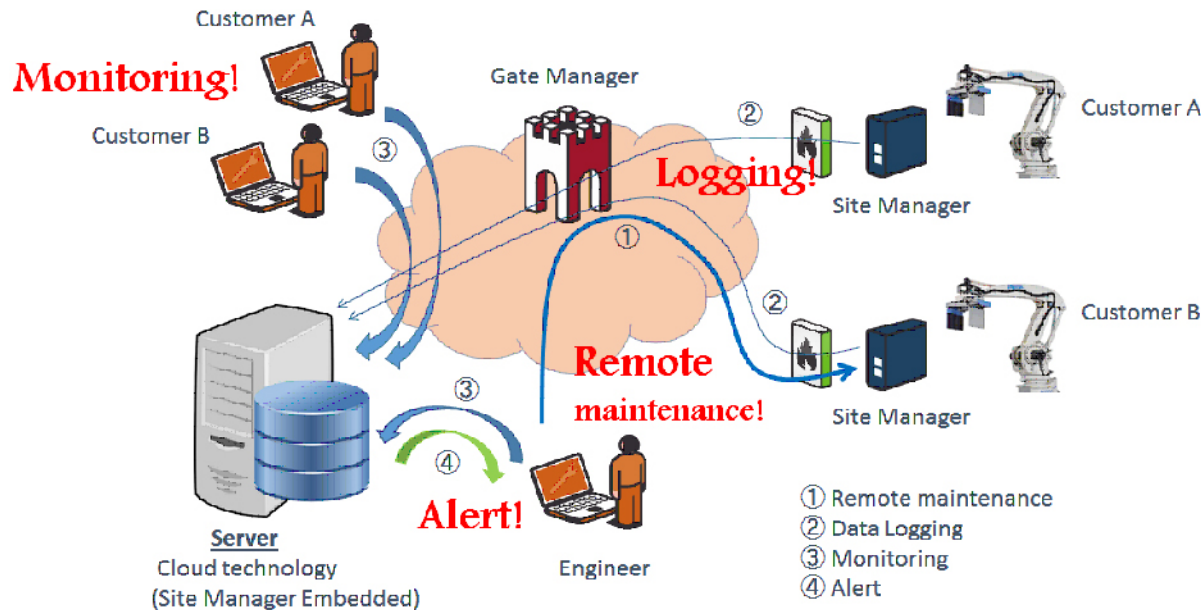 Customer A
Monitoring!
Customer B
③
Gate Manager
②
Logging!
Customer A
Site Manager
①
②
Customer B
Remote
maintenance!
Site Manager
③
④
Alert!
Server
Cloud technology
(Site Manager Embedded)
Engineer
① Remote maintenance
② Data Logging
③ Monitoring
④ Alert